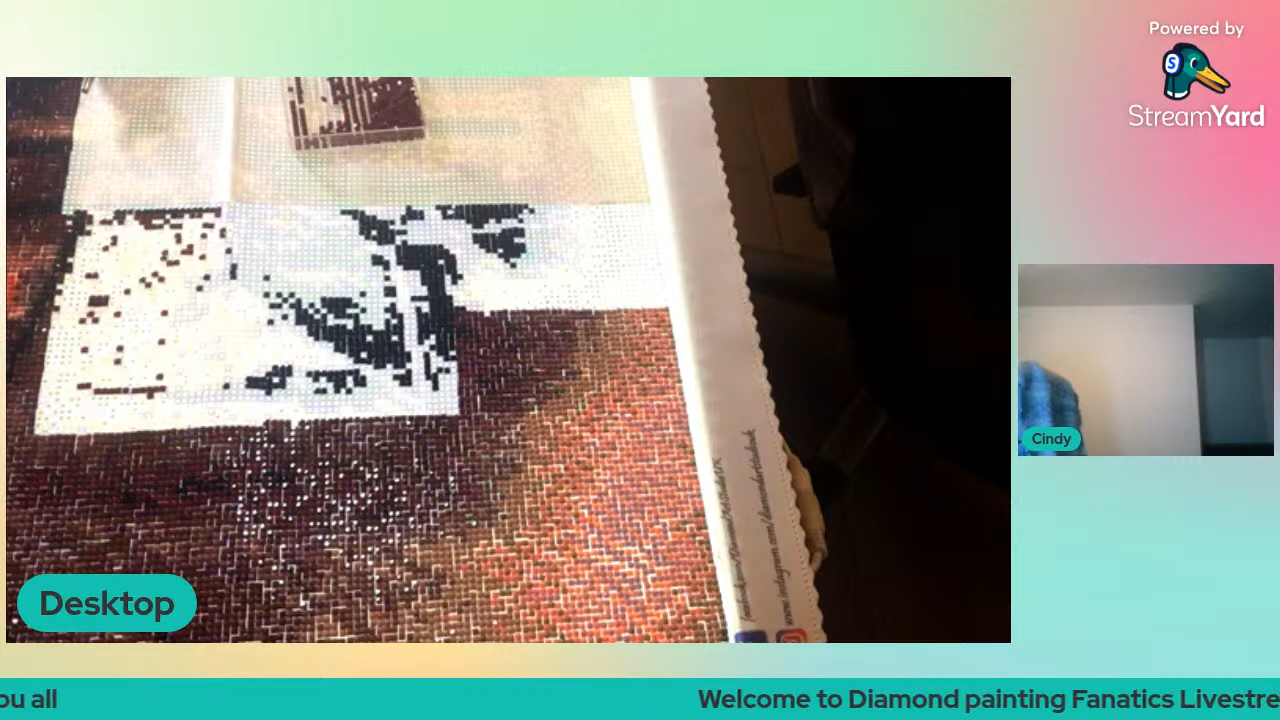 Powered by
S
StreamYard
Cindy
Desktop
ou all
Welcome to Diamond painting Fanatics Livestre